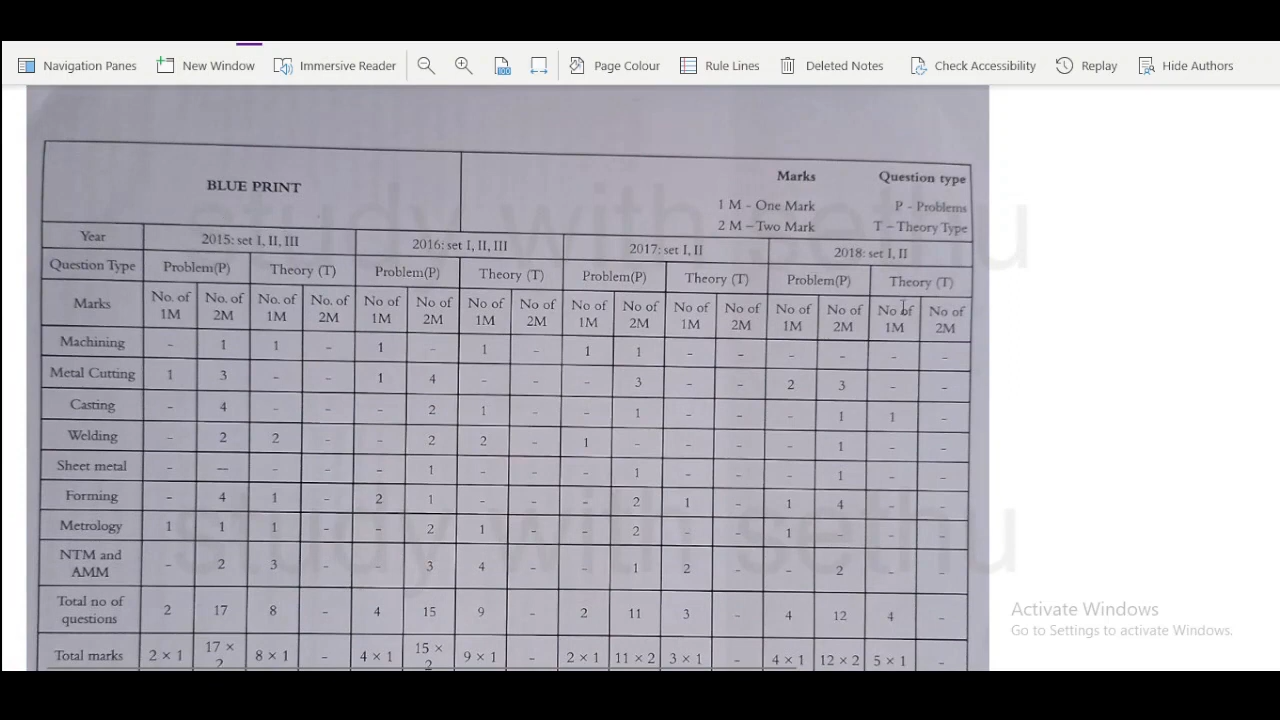 Navigation Panes New Window Immersive Reader Page Colour Rule Lines Deleted Notes Check Accessibility Replay Hide Authors
BLUE PRINT Marks Question type
1 M - One Mark P - Problems
2 M - Two Mark T - Theory Type
Year 2015: set I, II, III 2016: set I, II, III 2017: set I, II 2018: set I, II
Question Type Problem(P) Theory (T) Problem(P) Theory (T) Problem(P) Theory (T) Problem(P) Theory (T)
Marks No. of 1M No. of 2M No. of 1M No. of 2M No of 1M No of 2M No of 1M No of 2M No of 1M No of 2M No of 1M No of 2M No of 1M No of 2M No of 1M No of 2M
Machining - 1 1 - 1 - 1 - 1 1 - - - - - -
Metal Cutting 1 3 - - 1 4 - - - 3 - - 2 3 - -
Casting - 4 - - - 2 1 - - 1 - - - 1 1 -
Welding - 2 2 - - 2 2 - 1 - - - - 1 - -
Sheet metal - — - - - 1 - - - 1 - - - 1 - -
Forming - 4 1 - 2 1 - - - 2 1 - 1 4 - -
Metrology 1 1 1 - - 2 1 - - 2 - - 1 - - -
NTM and AMM - 2 3 - - 3 4 - - 1 2 - - 2 - -
Total no of questions 2 17 8 - 4 15 9 - 2 11 3 - 4 12 4 -
Total marks 2 × 1 17 × 2 8 × 1 - 4 × 1 15 × 2 9 × 1 - 2 × 1 11 × 2 3 × 1 - 4 × 1 12 × 2 5 × 1 -
study with sethu
study with sethu
Activate Windows
Go to Settings to activate Windows.